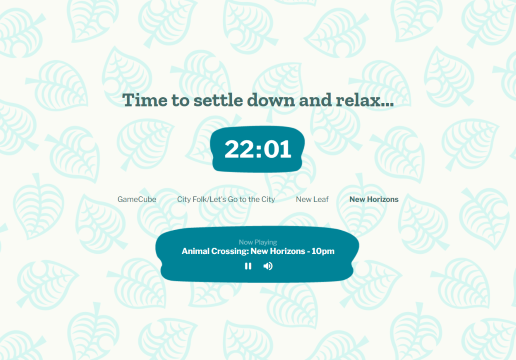 Time to settle down and relax...
22:01
GameCube City Folk/Let's Go to the City New Leaf New Horizons
Now Playing
Animal Crossing: New Horizons - 10pm